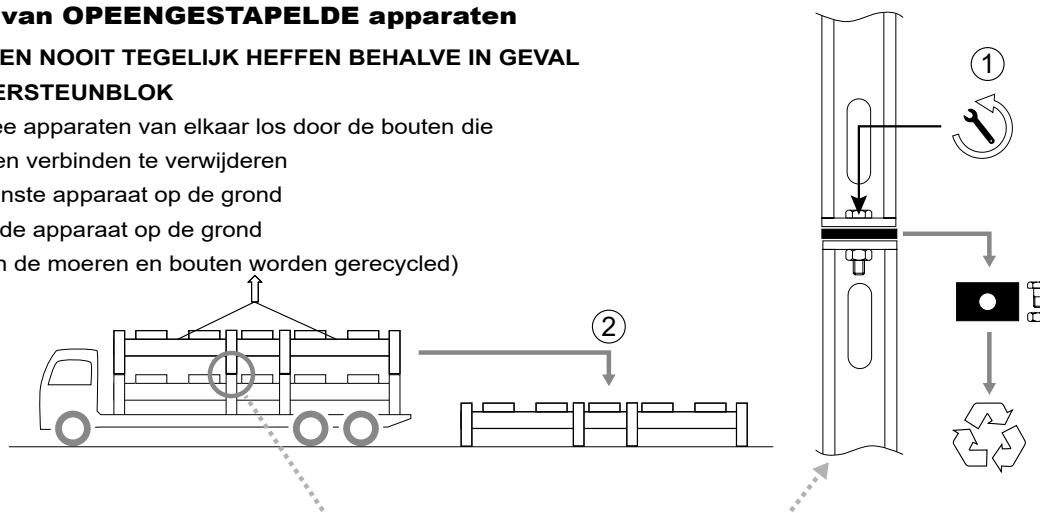 van OPEENGESTAPELDE apparaten
EN NOOIT TEGELIJK HEFFEN BEHALVE IN GEVAL
ERSTEUNBLOK
ee apparaten van elkaar los door de bouten die
en verbinden te verwijderen
nste apparaat op de grond
de apparaat op de grond
n de moeren en bouten worden gerecycled)
1
2